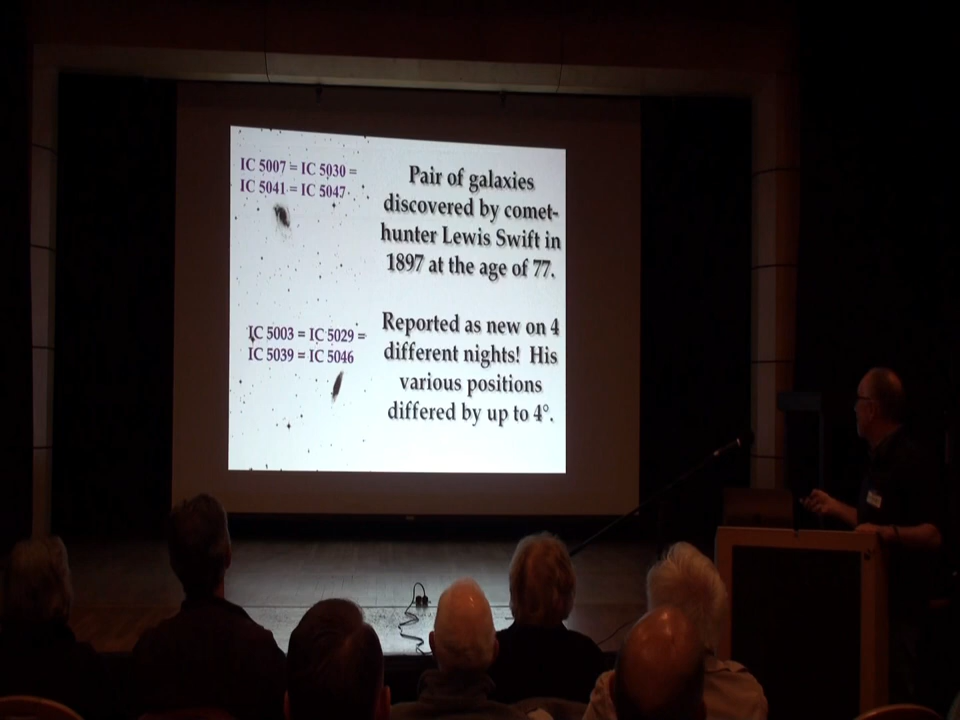 IC 5007 = IC 5030 =
IC 5041 = IC 5047
Pair of galaxies
discovered by comet-
hunter Lewis Swift in
1897 at the age of 77.
IC 5003 = IC 5029 =
IC 5039 = IC 5046
Reported as new on 4
different nights! His
various positions
differed by up to 4°.